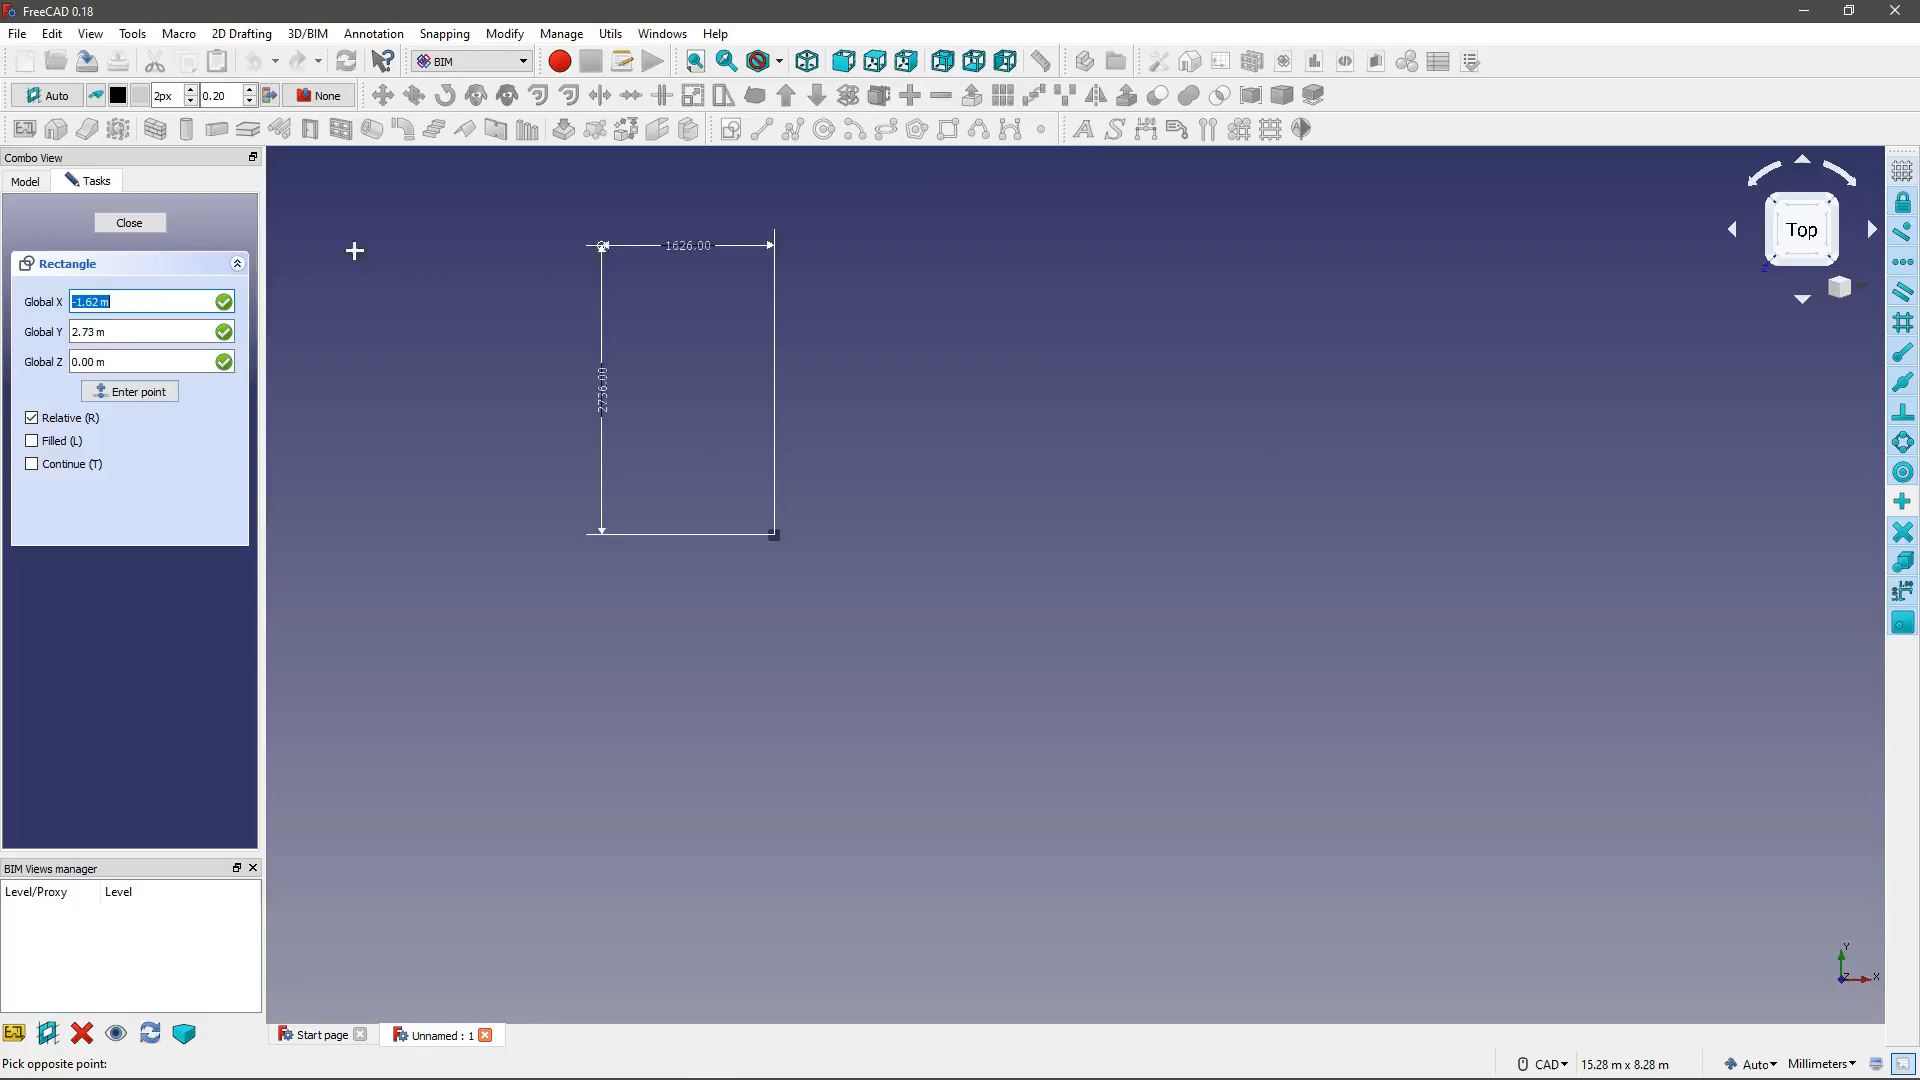 FreeCAD 0.18
File Edit View Tools Macro 2D Drafting 3D/BIM Annotation Snapping Modify Manage Utils Windows Help
BIM
Auto 2px 0.20 None
Combo View
Model Tasks
Close
Rectangle
Global X -1.62 m
Global Y 2.73 m
Global Z 0.00 m
Enter point
Relative (R)
Filled (L)
Continue (T)
1626.00
2736.00
Top
Z
BIM Views manager
Level/Proxy Level
Y
Z
X
Start page Unnamed : 1
Pick opposite point: CAD 15.28 m x 8.28 m Auto Millimeters